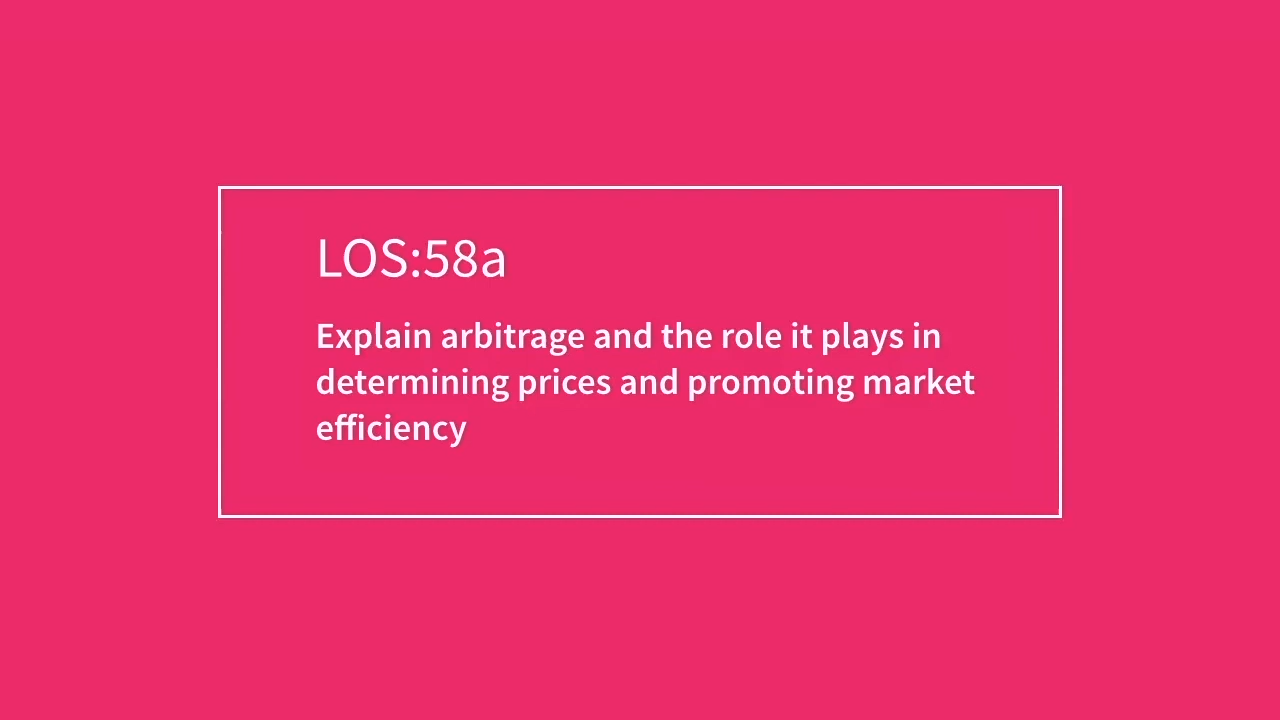 LOS:58a
Explain arbitrage and the role it plays in
determining prices and promoting market
efficiency